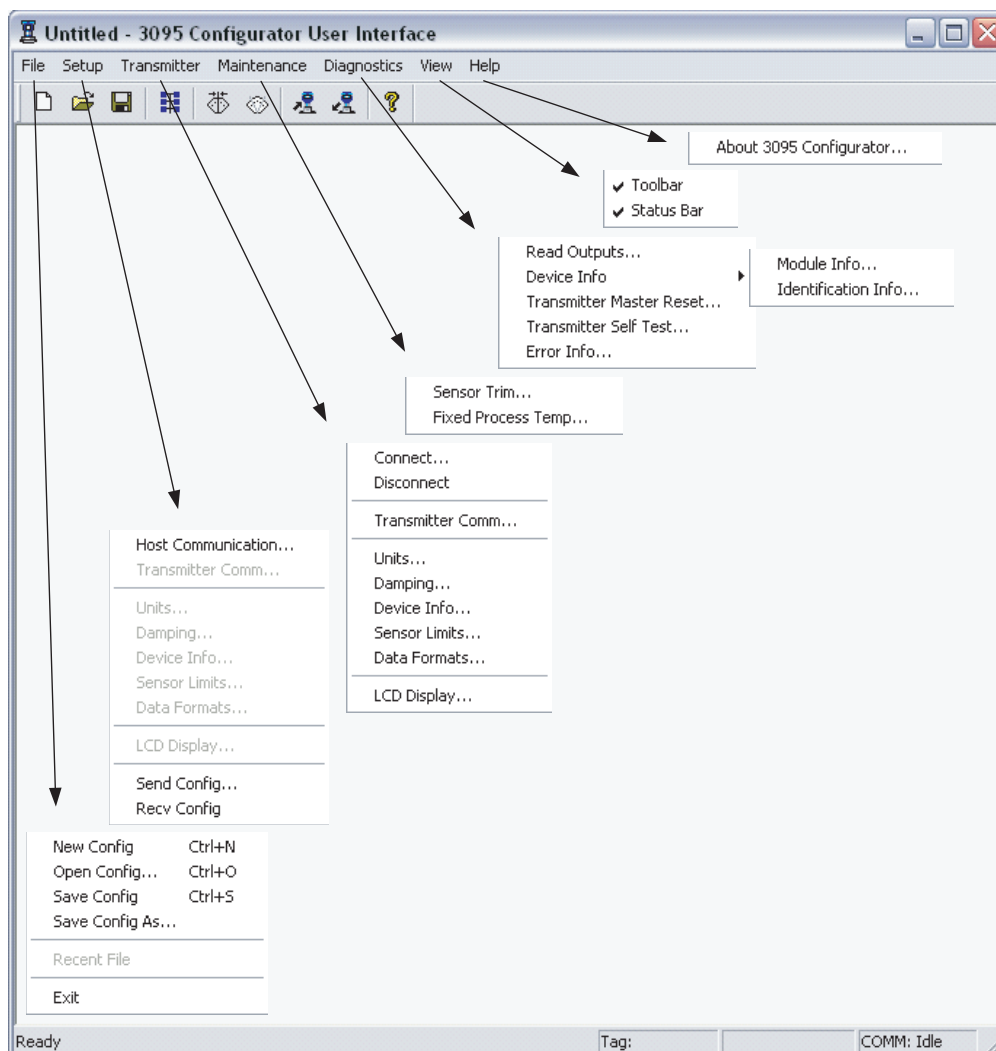 Untitled - 3095 Configurator User Interface
File Setup Transmitter Maintenance Diagnostics View Help
About 3095 Configurator...
Toolbar
Status Bar
Read Outputs...
Device Info
Transmitter Master Reset...
Transmitter Self Test...
Error Info...
Module Info...
Identification Info...
Sensor Trim...
Fixed Process Temp...
Connect...
Disconnect
Transmitter Comm...
Units...
Damping...
Device Info...
Sensor Limits...
Data Formats...
LCD Display...
Host Communication...
Transmitter Comm...
Units...
Damping...
Device Info...
Sensor Limits...
Data Formats...
LCD Display...
Send Config...
Recv Config
New Config Ctrl+N
Open Config... Ctrl+O
Save Config Ctrl+S
Save Config As...
Recent File
Exit
Ready Tag: COMM: Idle